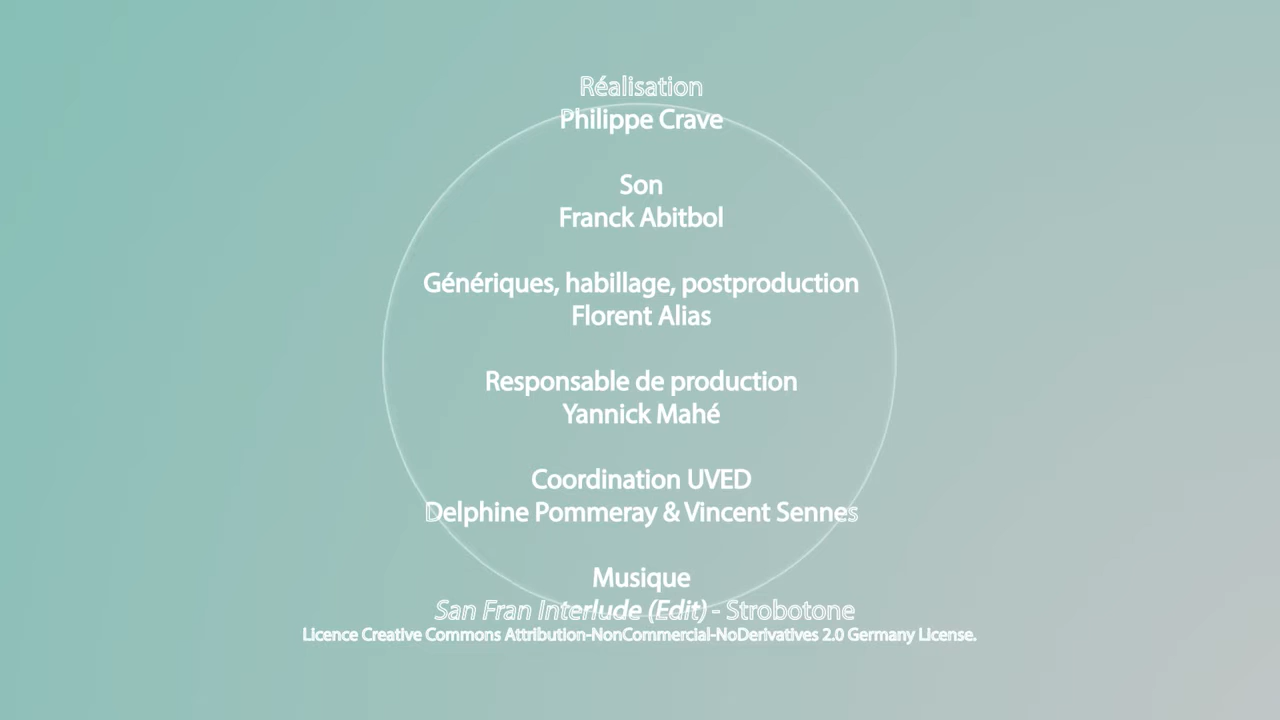 Réalisation
Philippe Crave
Son
Franck Abitbol
Génériques, habillage, postproduction
Florent Alias
Responsable de production
Yannick Mahé
Coordination UVED
Delphine Pommeray & Vincent Sennes
Musique
San Fran Interlude (Edit) - Strobotone
Licence Creative Commons Attribution-NonCommercial-NoDerivatives 2.0 Germany License.